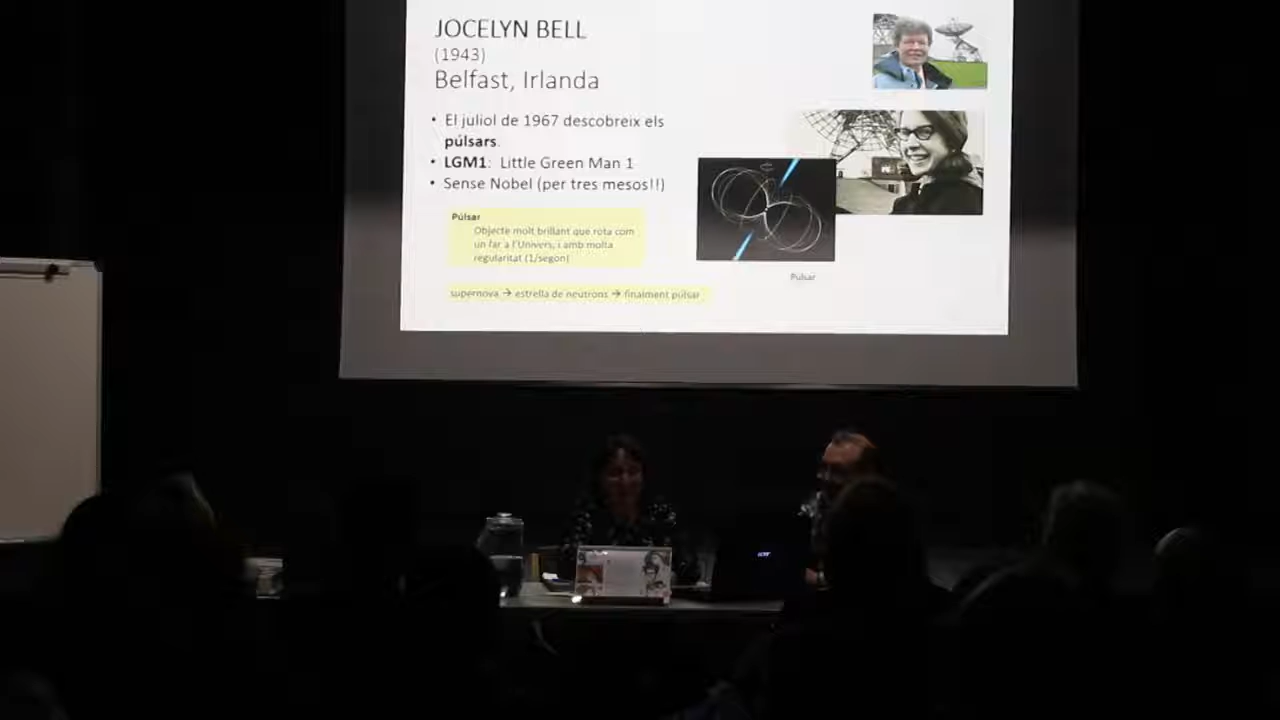 JOCELYN BELL
(1943)
Belfast, Irlanda
• El juliol de 1967 descobreix els
púlsars.
• LGM1: Little Green Man 1
• Sense Nobel (per tres mesos!!)
Púlsar
Objecte molt brillant que rota com
un far a l'Univers, i amb molta
regularitat (1/segon)
Púlsar
supernova → estrella de neutrons → finalment púlsar
acer